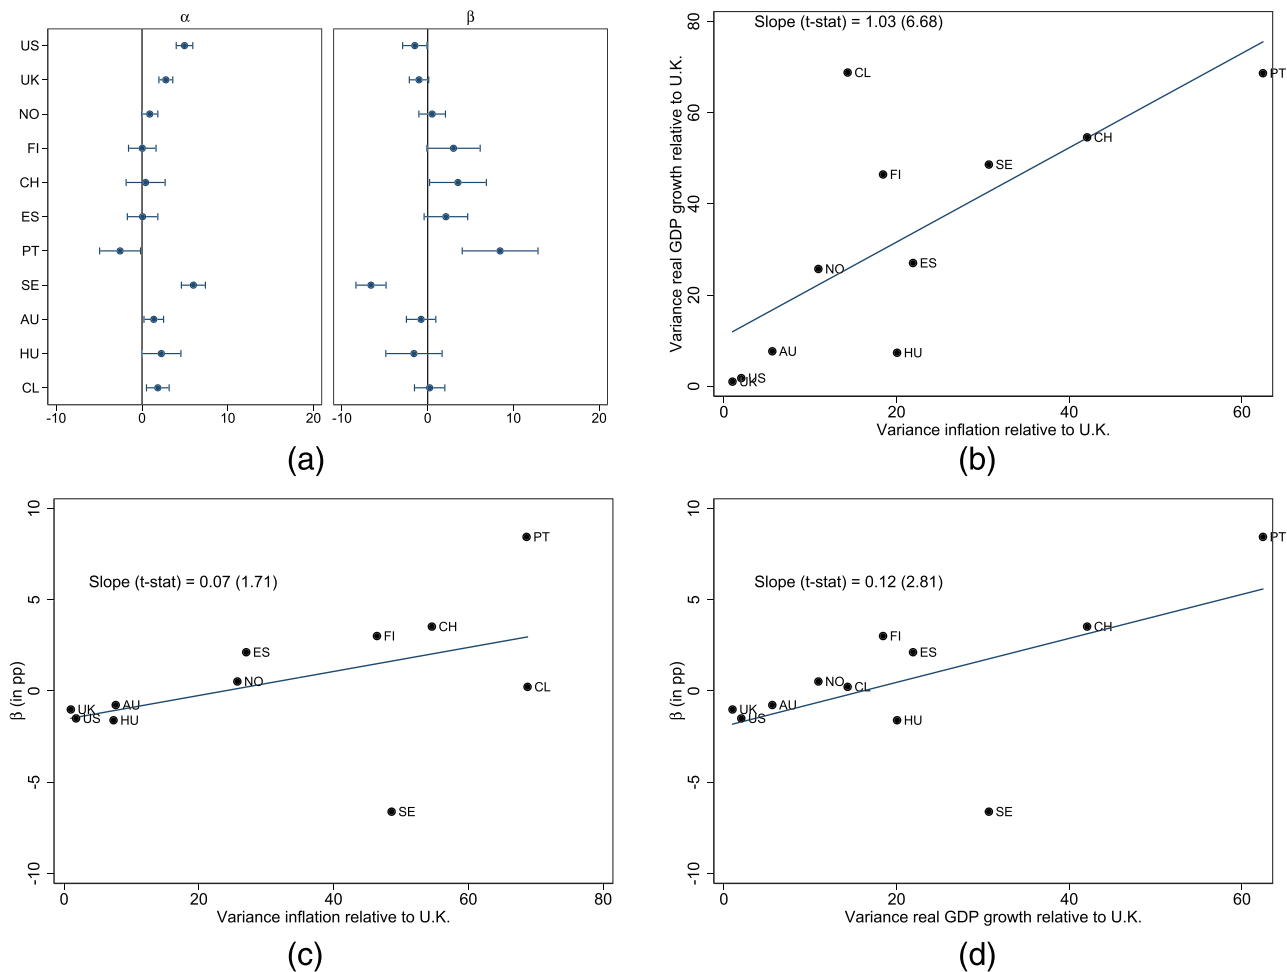 α
β
US
UK
NO
FI
CH
ES
PT
SE
AU
HU
CL
-10
0
10
20
-10
0
10
20
(a)
Slope (t-stat) = 1.03 (6.68)
Variance real GDP growth relative to U.K.
80
60
40
20
0
CL
PT
CH
SE
FI
NO
ES
AU
HU
US
UK
0
20
40
60
Variance inflation relative to U.K.
(b)
Slope (t-stat) = 0.07 (1.71)
β (in pp)
10
5
0
-5
-10
PT
CH
FI
ES
NO
CL
UK
AU
US
HU
SE
0
20
40
60
80
Variance inflation relative to U.K.
(c)
Slope (t-stat) = 0.12 (2.81)
β (in pp)
10
5
0
-5
-10
PT
CH
FI
ES
NO
CL
UK
AU
US
HU
SE
0
20
40
60
Variance real GDP growth relative to U.K.
(d)